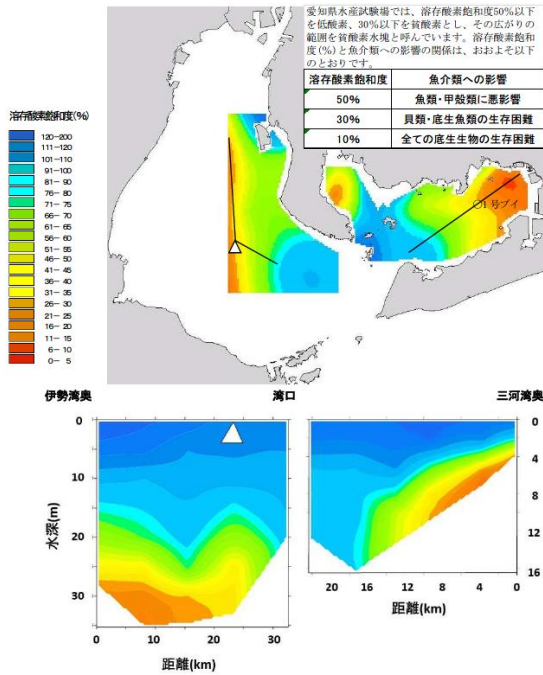 愛知県水産試験場では、溶存酸素飽和度50%以下
を低酸素、30%以下を貧酸素とし、その広がりの
範囲を貧酸素水塊と呼んでいます。溶存酸素飽和
度(%)と魚介類への影響の関係は、おおよそ以下
のとおりです。
溶存酸素飽和度 魚介類への影響
50% 魚類・甲殻類に悪影響
30% 貝類・底生魚類の生存困難
10% 全ての底生生物の生存困難
溶存酸素飽和度(%)
120-200
111-120
101-110
91-100
81-90
76-80
71-75
66-70
61-65
56-60
51-55
46-50
41-45
36-40
31-35
26-30
21-25
16-20
11-15
6-10
0-5
1号ブイ
伊勢湾奥 湾口 三河湾奥
水深(m)
0
10
20
30
0 10 20 30
距離(km)
0
4
8
12
16
20 16 12 8 4 0
距離(km)